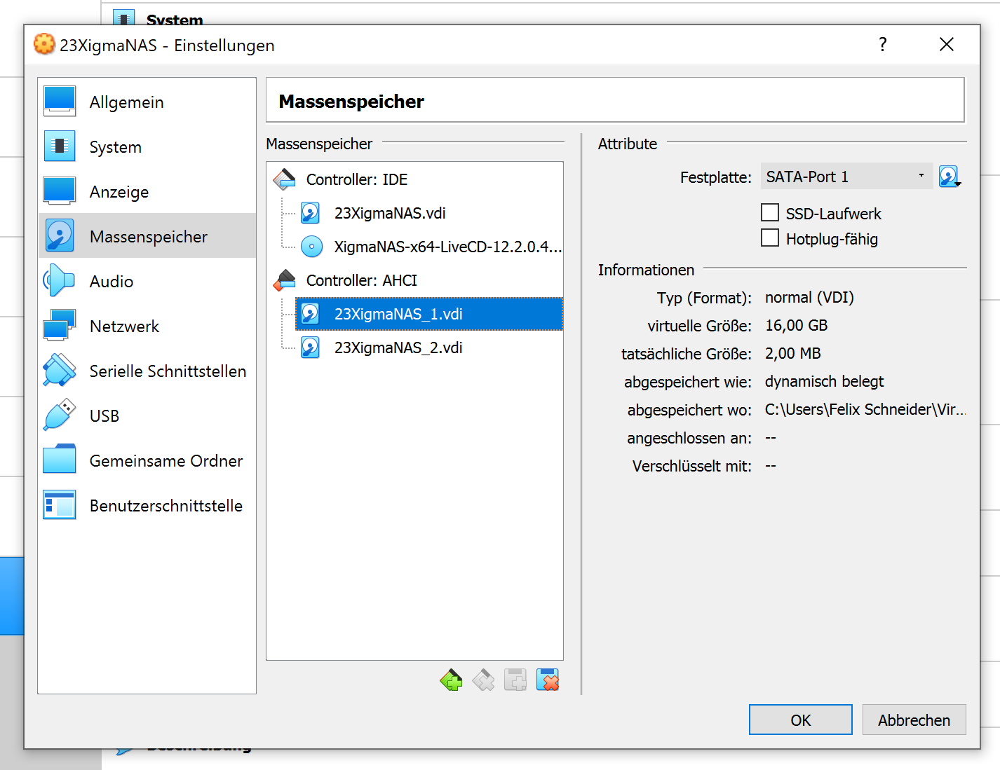 System
23XigmaNAS - Einstellungen
?
Allgemein
System
Anzeige
Massenspeicher
Audio
Netzwerk
Serielle Schnittstellen
USB
Gemeinsame Ordner
Benutzerschnittstelle
Massenspeicher
Massenspeicher
Controller: IDE
23XigmaNAS.vdi
XigmaNAS-x64-LiveCD-12.2.0.4...
Controller: AHCI
23XigmaNAS_1.vdi
23XigmaNAS_2.vdi
Attribute
Festplatte: SATA-Port 1
SSD-Laufwerk
Hotplug-fähig
Informationen
Typ (Format): normal (VDI)
virtuelle Größe: 16,00 GB
tatsächliche Größe: 2,00 MB
abgespeichert wie: dynamisch belegt
abgespeichert wo: C:\Users\Felix Schneider\Vir...
angeschlossen an: --
Verschlüsselt mit: --
OK
Abbrechen
Beschreibung